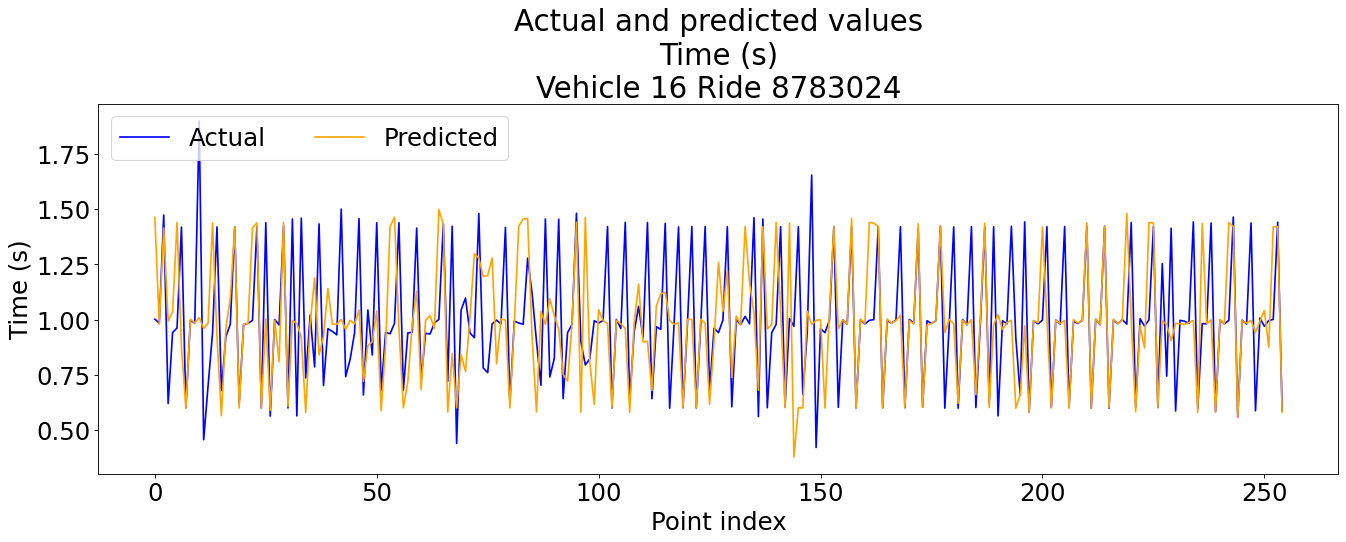 Actual and predicted values
Time (s)
Vehicle 16 Ride 8783024
Actual
Predicted
Time (s)
1.75
1.50
1.25
1.00
0.75
0.50
0
50
100
150
200
250
Point index